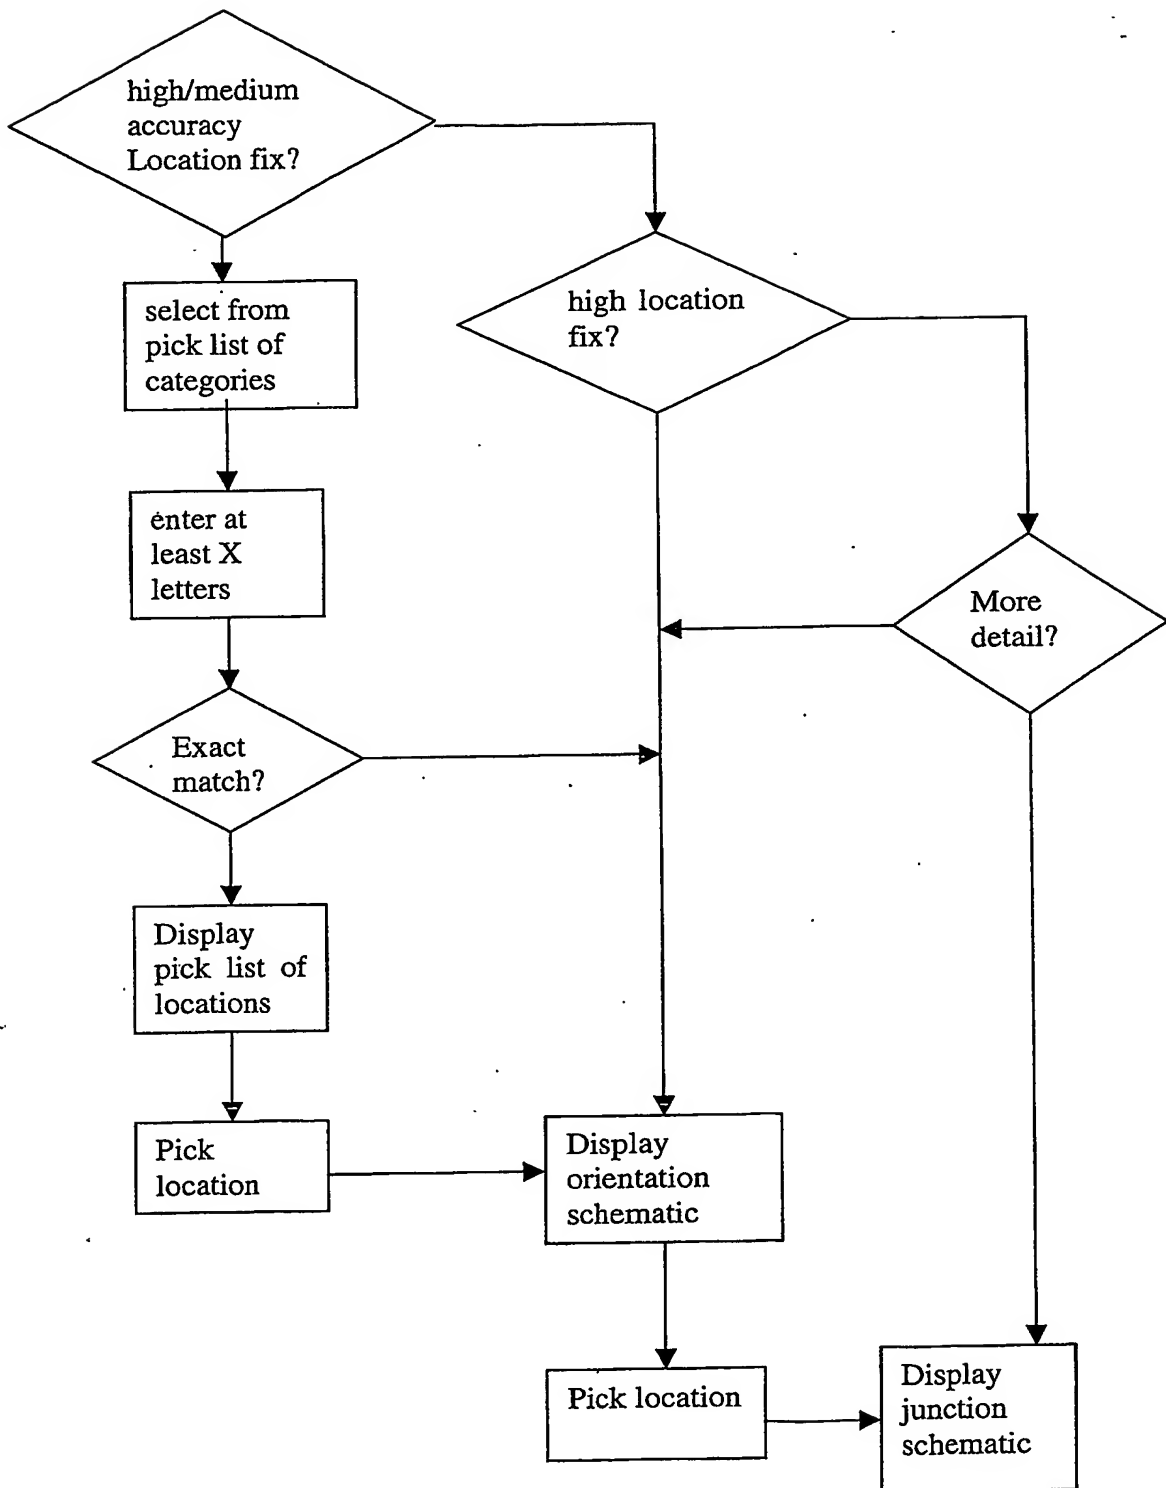 high/medium
accuracy
Location fix?
high location
fix?
select from
pick list of
categories
enter at
least X
letters
More
detail?
Exact
match?
Display
pick list of
locations
Pick
location
Display
orientation
schematic
Pick location
Display
junction
schematic